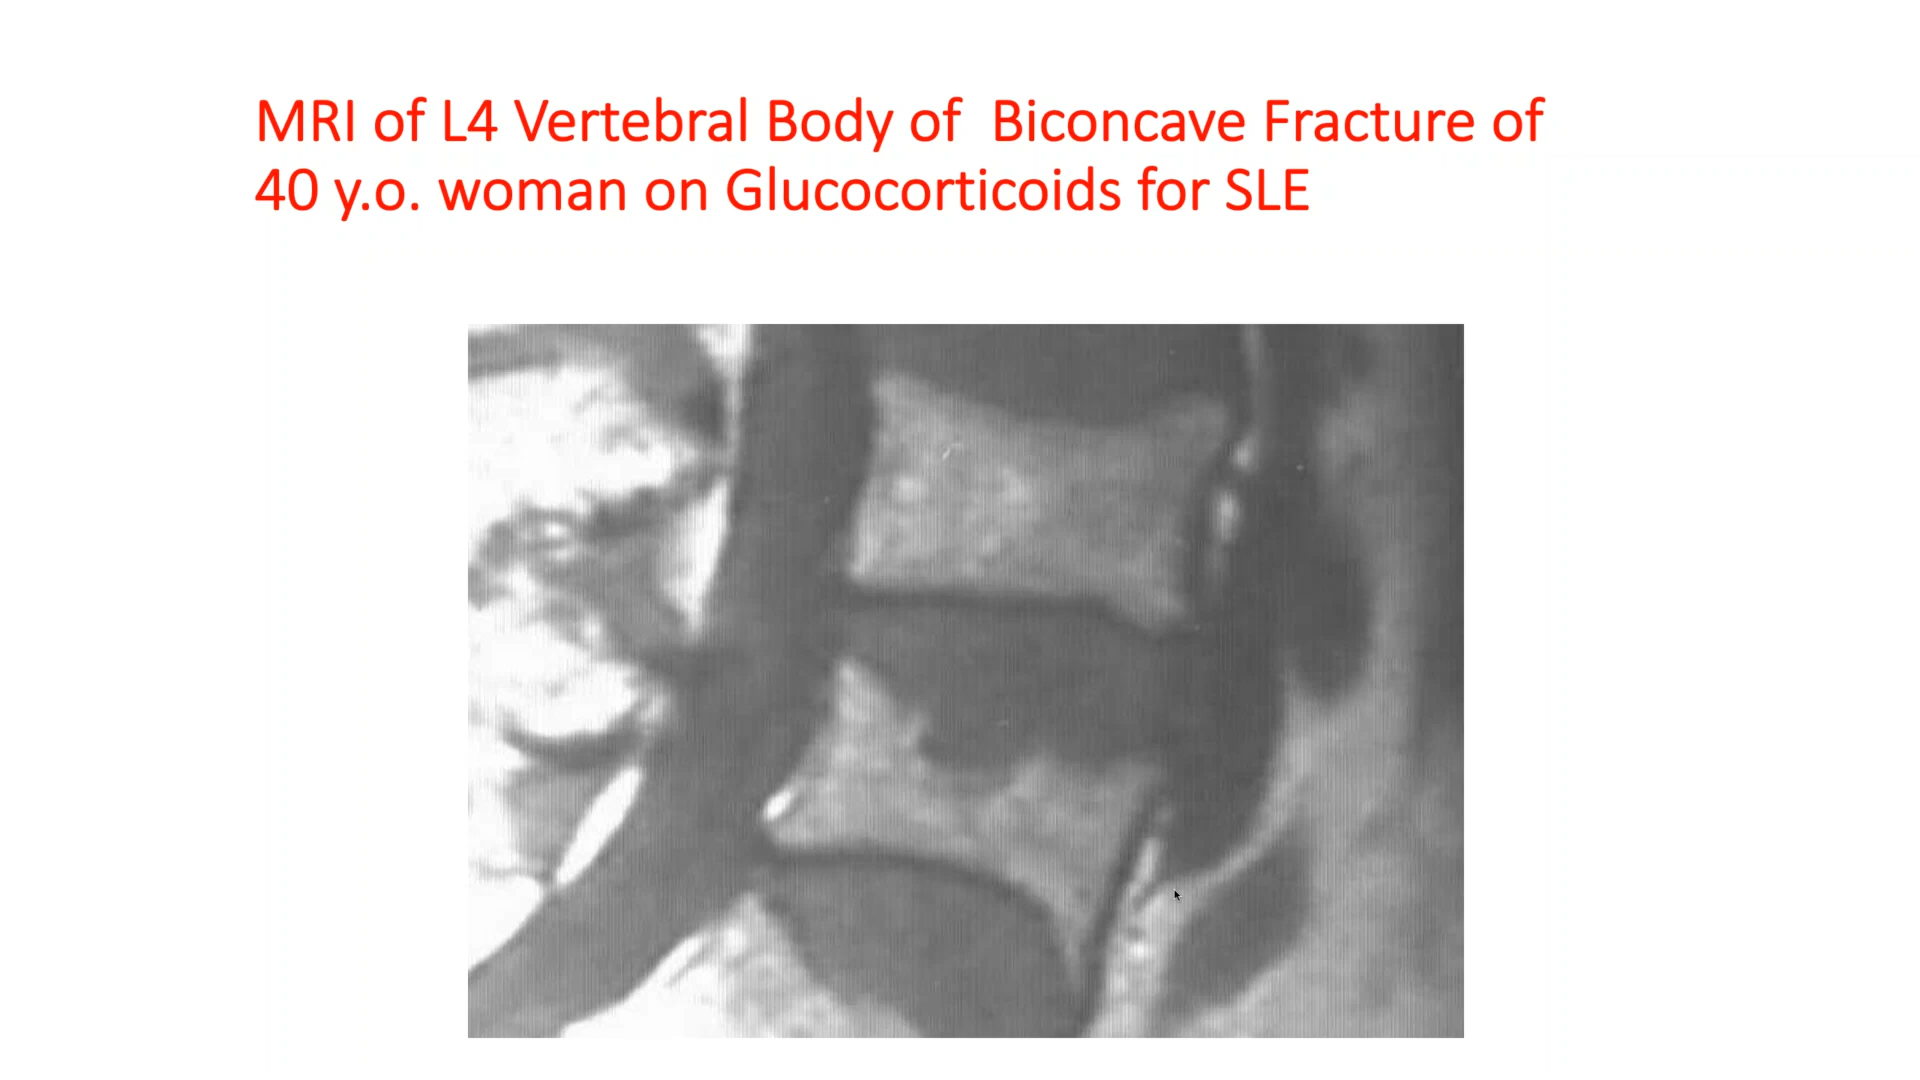 MRI of L4 Vertebral Body of  Biconcave Fracture of
40 y.o. woman on Glucocorticoids for SLE